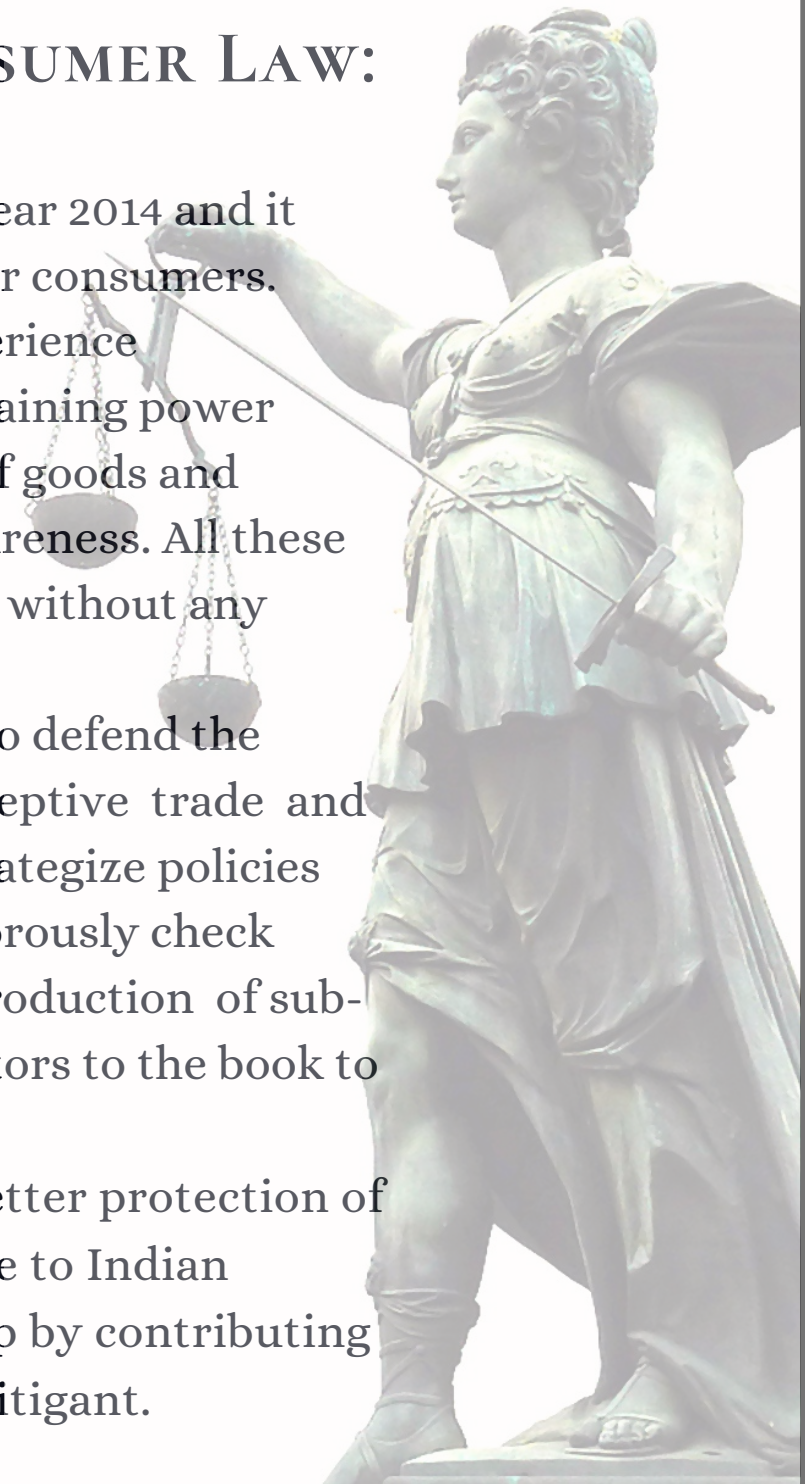 sumer Law:
ear 2014 and it
r consumers.
erience
aining power
f goods and
reness. All these
without any
o defend the
eptive trade and
ategize policies
orously check
roduction of sub-
tors to the book to
etter protection of
e to Indian
p by contributing
itigant.